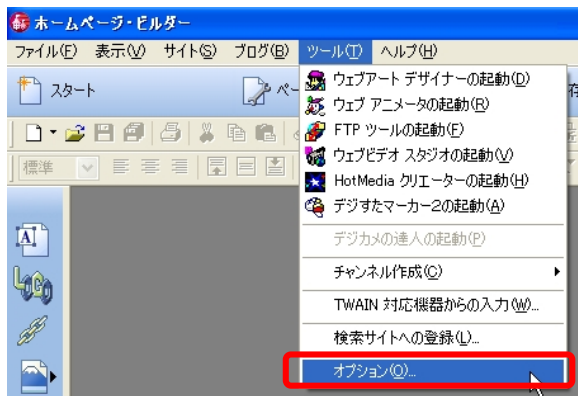 ホームページ・ビルダー
ファイル(F) 表示(V) サイト(S) ブログ(B) ツール(T) ヘルプ(H)
スタート
ウェブアート デザイナーの起動(D)
ウェブ アニメータの起動(R)
FTP ツールの起動(F)
ウェブビデオ スタジオの起動(V)
標準
HotMedia クリエーターの起動(H)
デジすたマーカー2の起動(A)
A
デジカメの達人の起動(P)
チャンネル作成(C)
LOGO
TWAIN 対応機器からの入力(W)...
検索サイトへの登録(L)...
オプション(O)...